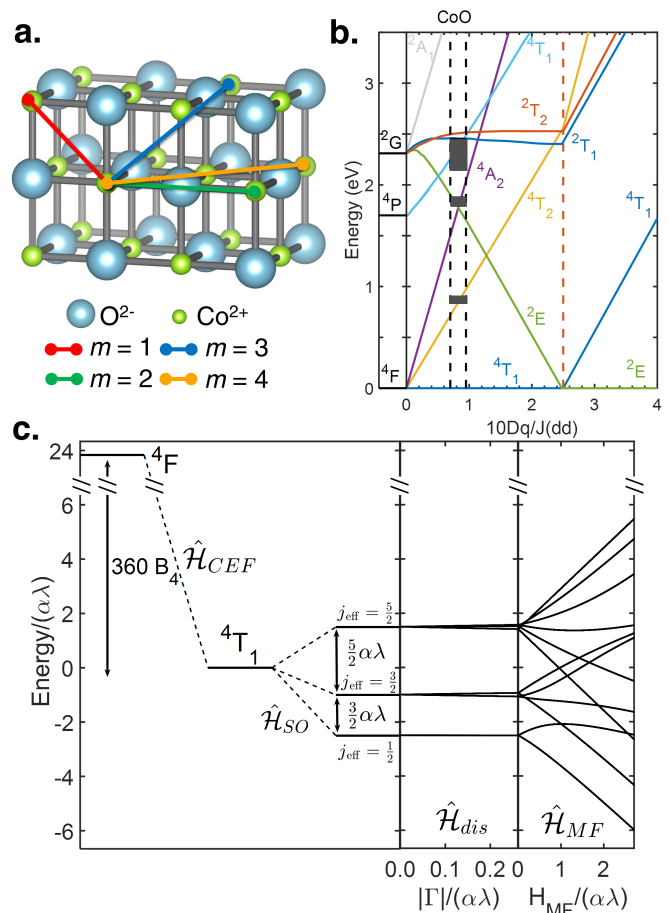 a.
O²⁻ Co²⁺
m = 1 m = 3
m = 2 m = 4
b.
CoO
²A₁
⁴T₁
²T₂
²G
²T₁
⁴A₂
⁴P
⁴T₂
⁴T₁
²E
⁴F
⁴T₁
²E
Energy (eV)
3
2
1
0
0 1 2 3 4
10Dq/J(dd)
c.
24
⁴F
6
360 B₄
Ĥ_CEF
4
⁴T₁
j_eff = 5/2
2
5/2 αλ
0
j_eff = 3/2
Ĥ_SO
3/2 αλ
-2
j_eff = 1/2
-4
Ĥ_dis
Ĥ_MF
-6
Energy/(αλ)
0.0 0.1 0.2 0 1 2
|Γ|/(αλ) H_MF/(αλ)